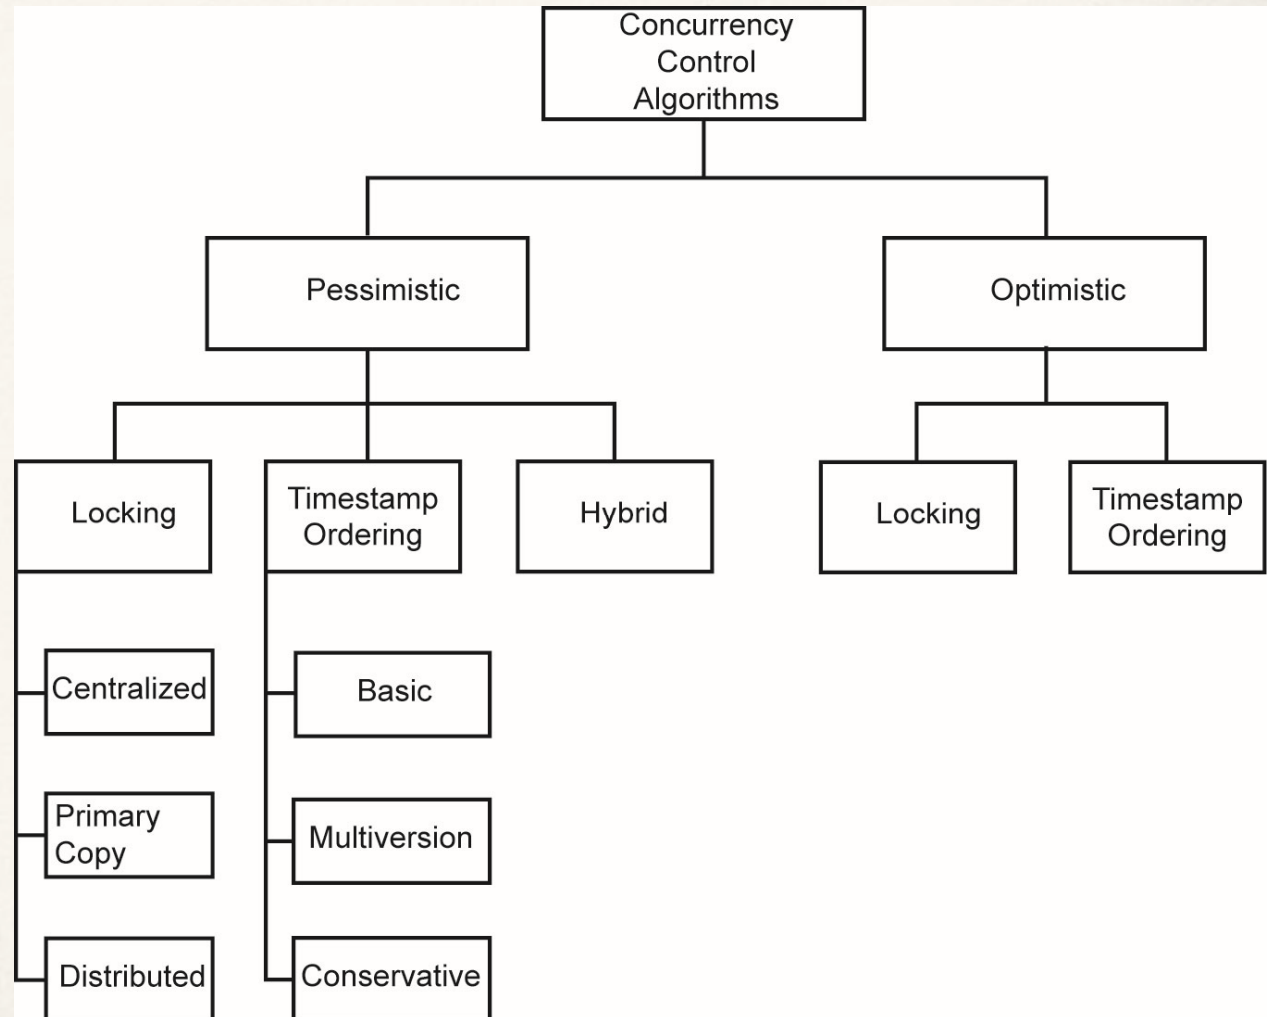 Concurrency
Control
Algorithms
Pessimistic
Optimistic
Locking
Timestamp
Ordering
Hybrid
Locking
Timestamp
Ordering
Centralized
Basic
Primary
Copy
Multiversion
Distributed
Conservative